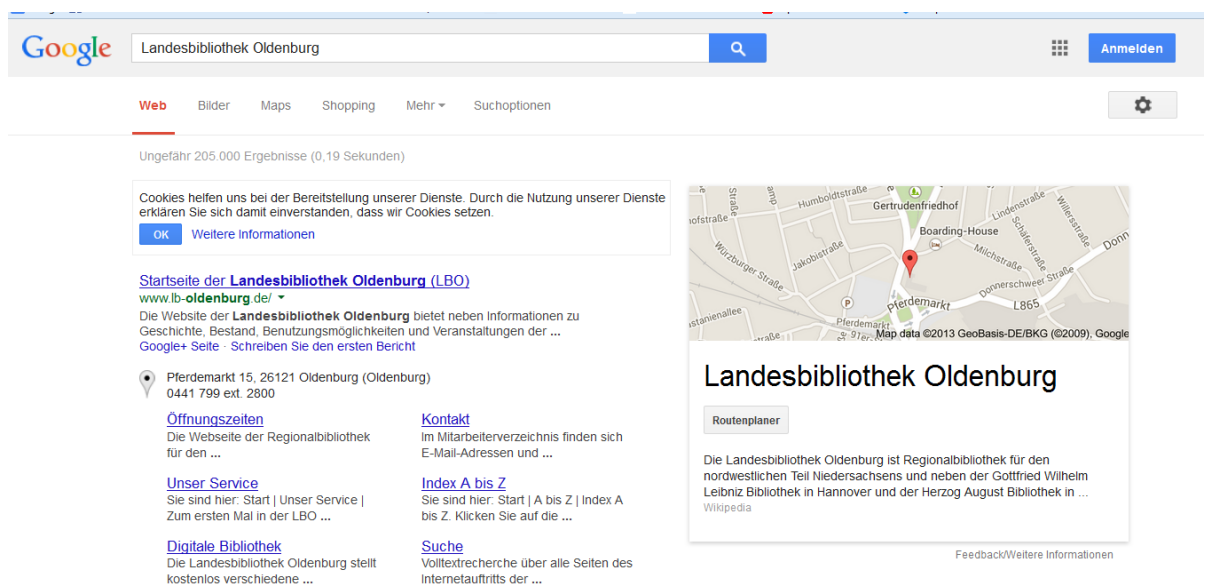 Google
Landesbibliothek Oldenburg
Anmelden
Web Bilder Maps Shopping Mehr Suchoptionen
Ungefähr 205.000 Ergebnisse (0,19 Sekunden)
Cookies helfen uns bei der Bereitstellung unserer Dienste. Durch die Nutzung unserer Dienste
erklären Sie sich damit einverstanden, dass wir Cookies setzen.
OK Weitere Informationen
Startseite der Landesbibliothek Oldenburg (LBO)
www.lb-oldenburg.de/
Die Website der Landesbibliothek Oldenburg bietet neben Informationen zu
Geschichte, Bestand, Benutzungsmöglichkeiten und Veranstaltungen der ...
Google+ Seite · Schreiben Sie den ersten Bericht
Pferdemarkt 15, 26121 Oldenburg (Oldenburg)
0441 799 ext. 2800
Öffnungszeiten
Die Webseite der Regionalbibliothek
für den ...
Kontakt
Im Mitarbeiterverzeichnis finden sich
E-Mail-Adressen und ...
Unser Service
Sie sind hier: Start | Unser Service |
Zum ersten Mal in der LBO ...
Index A bis Z
Sie sind hier: Start | A bis Z | Index A
bis Z. Klicken Sie auf die ...
Digitale Bibliothek
Die Landesbibliothek Oldenburg stellt
kostenlos verschiedene ...
Suche
Volltextrecherche über alle Seiten des
Internetauftritts der ...
Humboldtstraße
Gertrudenfriedhof
Lindenstraße
Willersstraße
Boarding-House
Schäferstraße
Donn
Milchstraße
Jakobistraße
Würzburger Straße
Donnerschweer Straße
P
Pferdemarkt
L865
Pferdemarkt
Map data ©2013 GeoBasis-DE/BKG (©2009), Google
Landesbibliothek Oldenburg
Routenplaner
Die Landesbibliothek Oldenburg ist Regionalbibliothek für den
nordwestlichen Teil Niedersachsens und neben der Gottfried Wilhelm
Leibniz Bibliothek in Hannover und der Herzog August Bibliothek in ...
Wikipedia
Feedback/Weitere Informationen